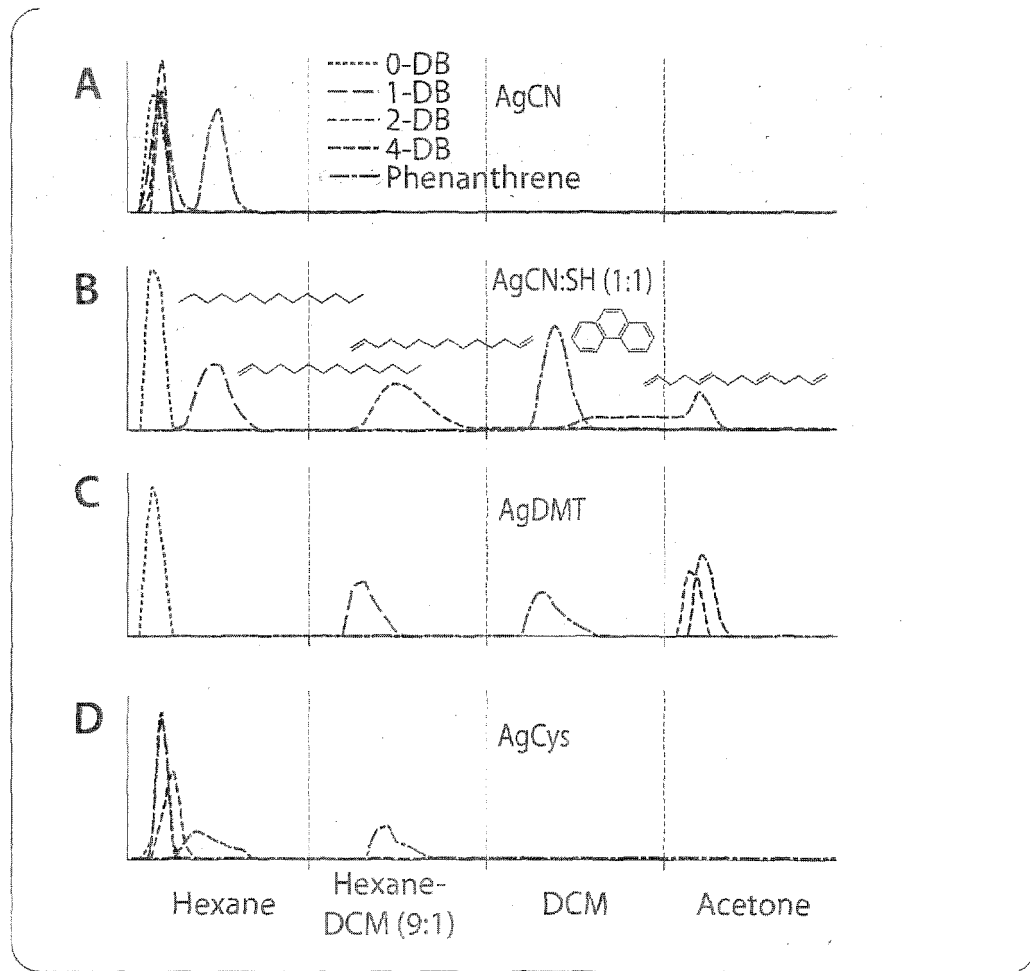 A
0-DB
1-DB
2-DB
4-DB
Phenanthrene
AgCN
B
AgCN:SH (1:1)
C
AgDMT
D
AgCys
Hexane
Hexane-
DCM (9:1)
DCM
Acetone